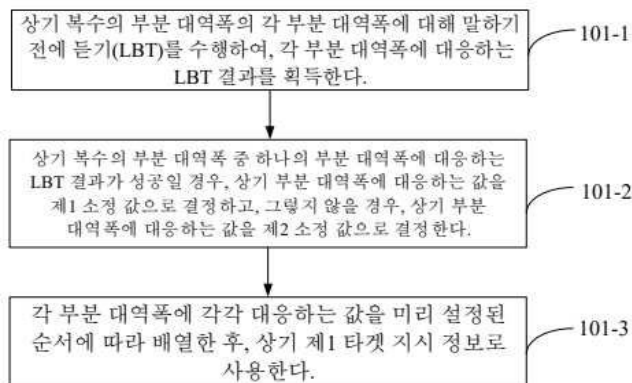 상기 복수의 부분 대역폭의 각 부분 대역폭에 대해 말하기
전에 듣기(LBT)를 수행하여, 각 부분 대역폭에 대응하는
LBT 결과를 획득한다.
101-1
상기 복수의 부분 대역폭 중 하나의 부분 대역폭에 대응하는
LBT 결과가 성공일 경우, 상기 부분 대역폭에 대응하는 값을
제1 소정 값으로 결정하고, 그렇지 않을 경우, 상기 부분
대역폭에 대응하는 값을 제2 소정 값으로 결정한다.
101-2
각 부분 대역폭에 각각 대응하는 값을 미리 설정된
순서에 따라 배열한 후, 상기 제1 타겟 지시 정보로
사용한다.
101-3